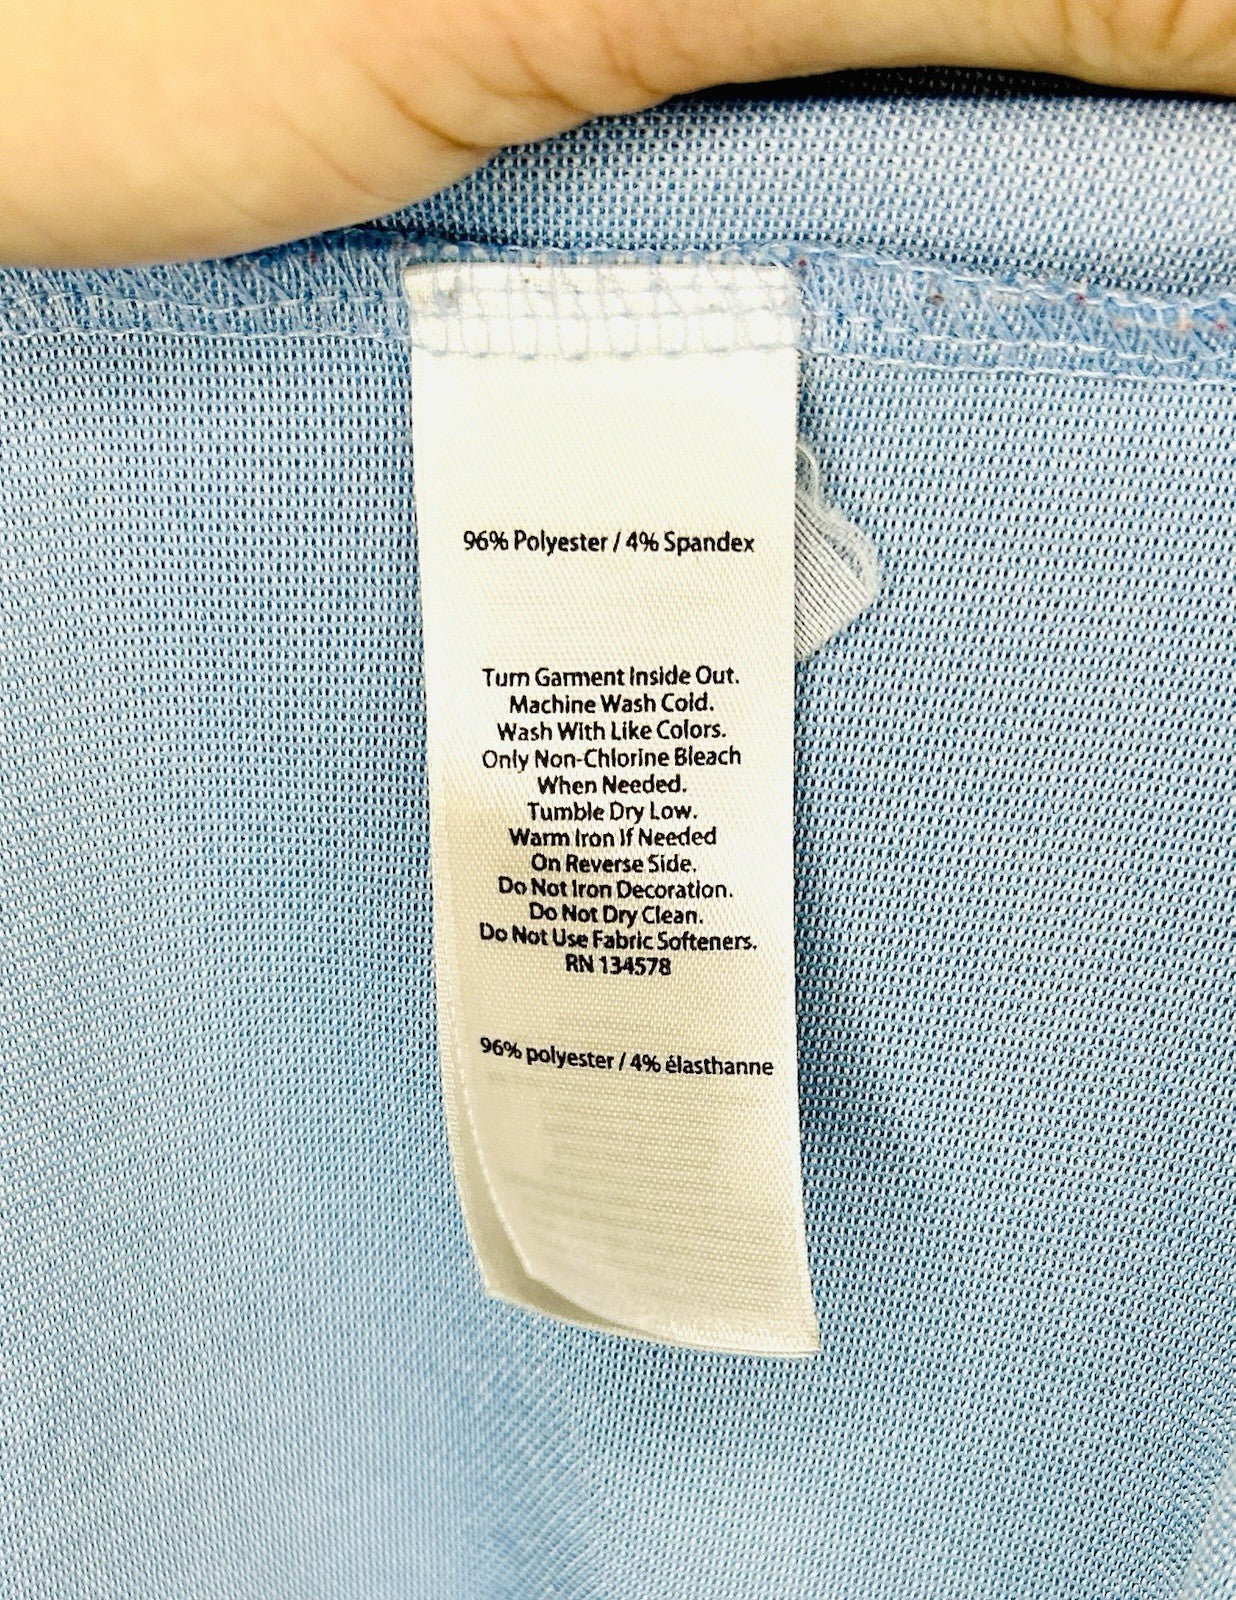 96% Polyester / 4% Spandex
Turn Garment Inside Out.
Machine Wash Cold.
Wash With Like Colors.
Only Non-Chlorine Bleach
When Needed.
Tumble Dry Low.
Warm Iron If Needed
On Reverse Side.
Do Not Iron Decoration.
Do Not Dry Clean.
Do Not Use Fabric Softeners.
RN 134578
96% polyester / 4% élasthanne